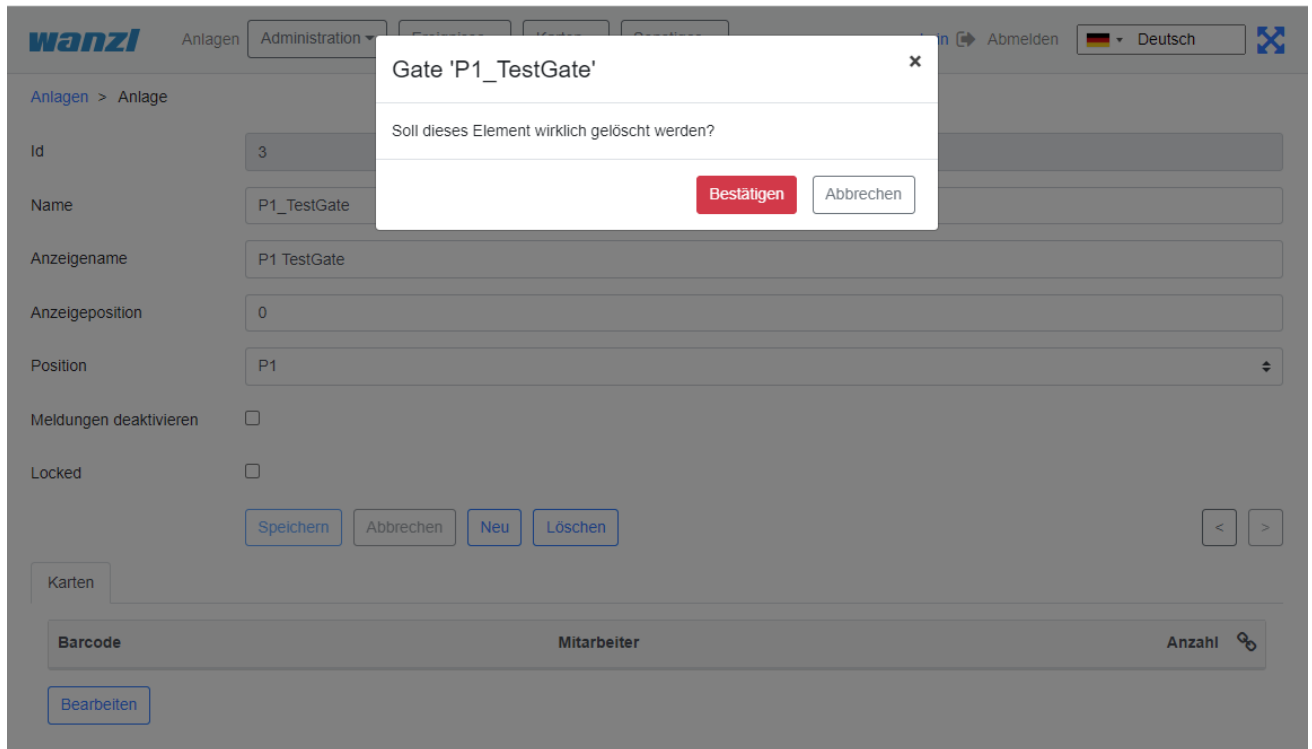 wanzl Anlagen Administration Abmelden Deutsch
Gate 'P1_TestGate' ×
Anlagen > Anlage
Soll dieses Element wirklich gelöscht werden?
Id 3
Bestätigen Abbrechen
Name P1_TestGate
Anzeigename P1 TestGate
Anzeigeposition 0
Position P1
Meldungen deaktivieren
Locked
Speichern Abbrechen Neu Löschen < >
Karten
Barcode Mitarbeiter Anzahl
Bearbeiten